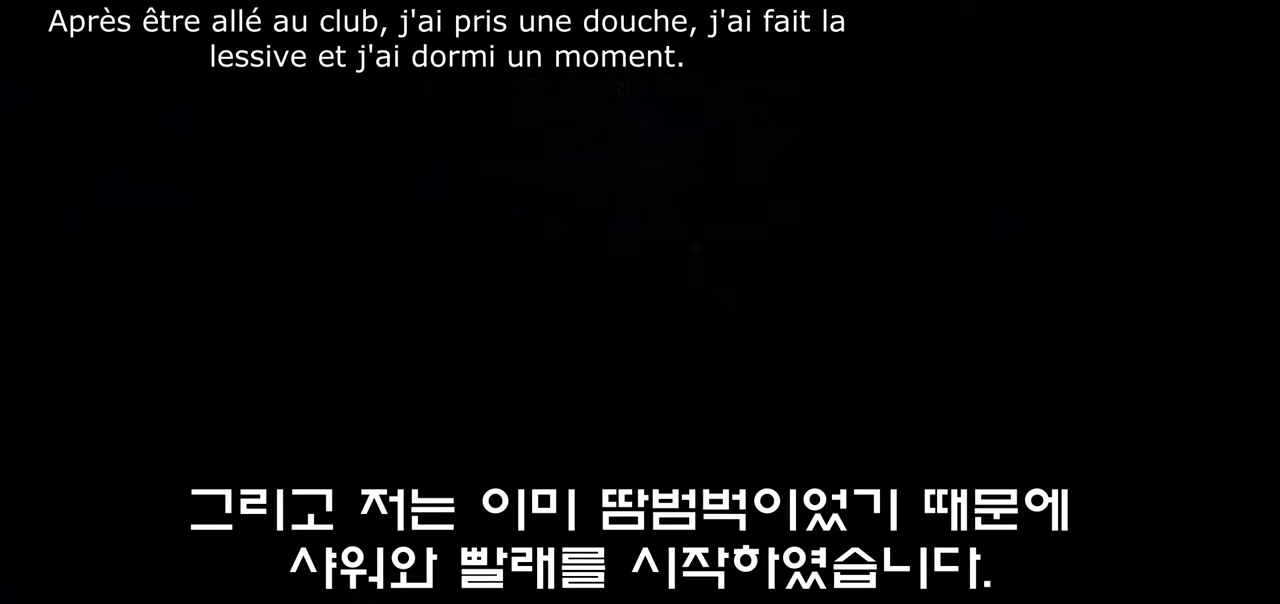 Après être allé au club, j'ai pris une douche, j'ai fait la
lessive et j'ai dormi un moment.
그리고 저는 이미 땀범벅이었기 때문에
샤워와 빨래를 시작하였습니다.